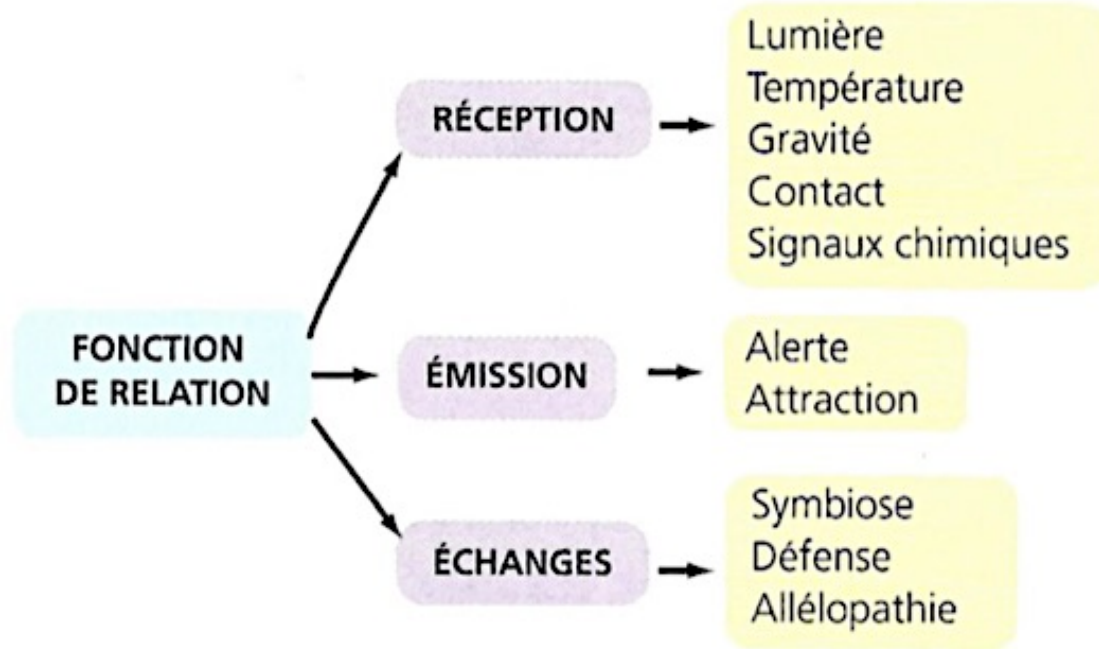 FONCTION
DE RELATION
RÉCEPTION
Lumière
Température
Gravité
Contact
Signaux chimiques
ÉMISSION
Alerte
Attraction
ÉCHANGES
Symbiose
Défense
Allélopathie